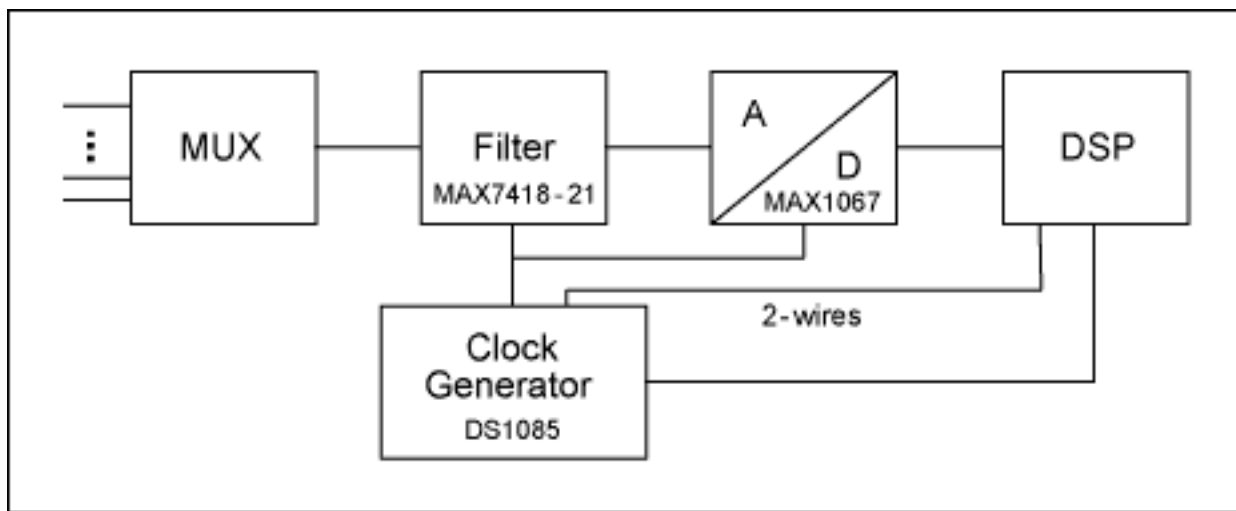 MUX
Filter
MAX7418-21
A
D
MAX1067
DSP
2-wires
Clock
Generator
DS1085